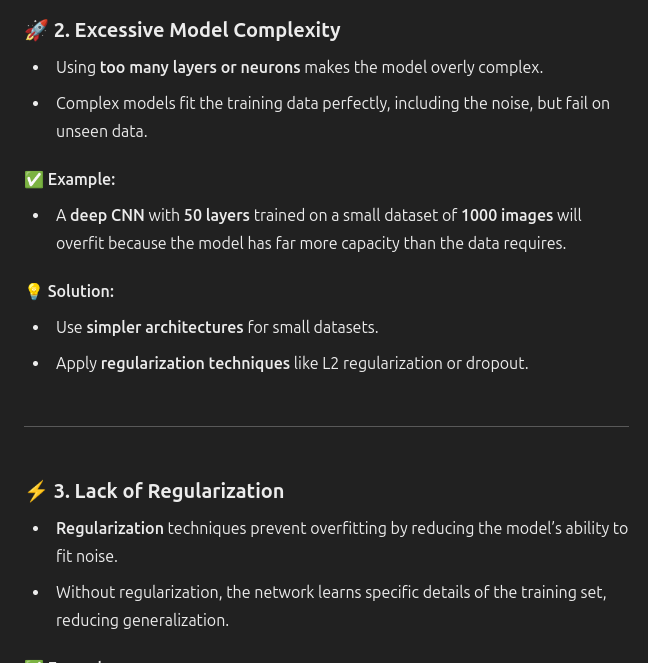 🚀 2. Excessive Model Complexity
• Using too many layers or neurons makes the model overly complex.
• Complex models fit the training data perfectly, including the noise, but fail on
unseen data.
✅ Example:
• A deep CNN with 50 layers trained on a small dataset of 1000 images will
overfit because the model has far more capacity than the data requires.
💡 Solution:
• Use simpler architectures for small datasets.
• Apply regularization techniques like L2 regularization or dropout.
⚡ 3. Lack of Regularization
• Regularization techniques prevent overfitting by reducing the model’s ability to
fit noise.
• Without regularization, the network learns specific details of the training set,
reducing generalization.